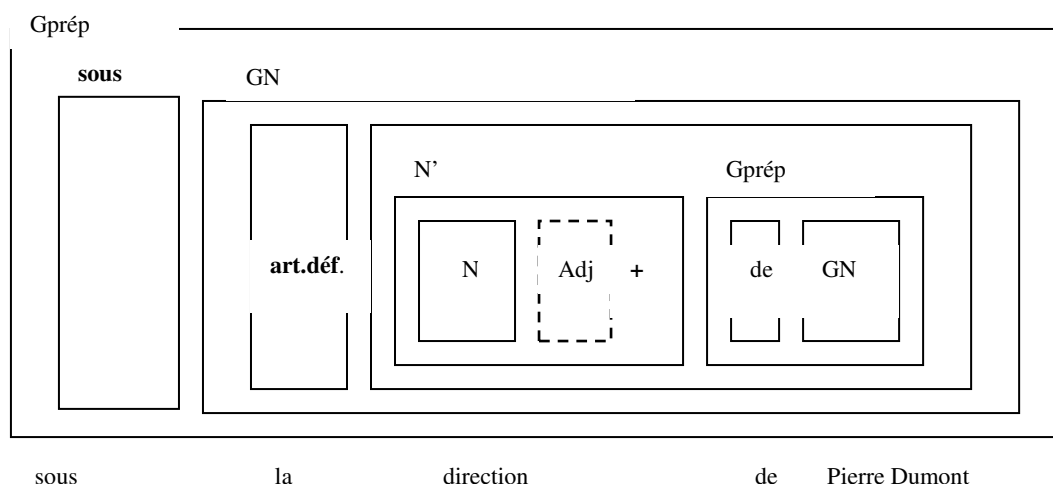 Gprép
sous GN
N’ Gprép
art.déf. N Adj + de GN
sous la direction de Pierre Dumont